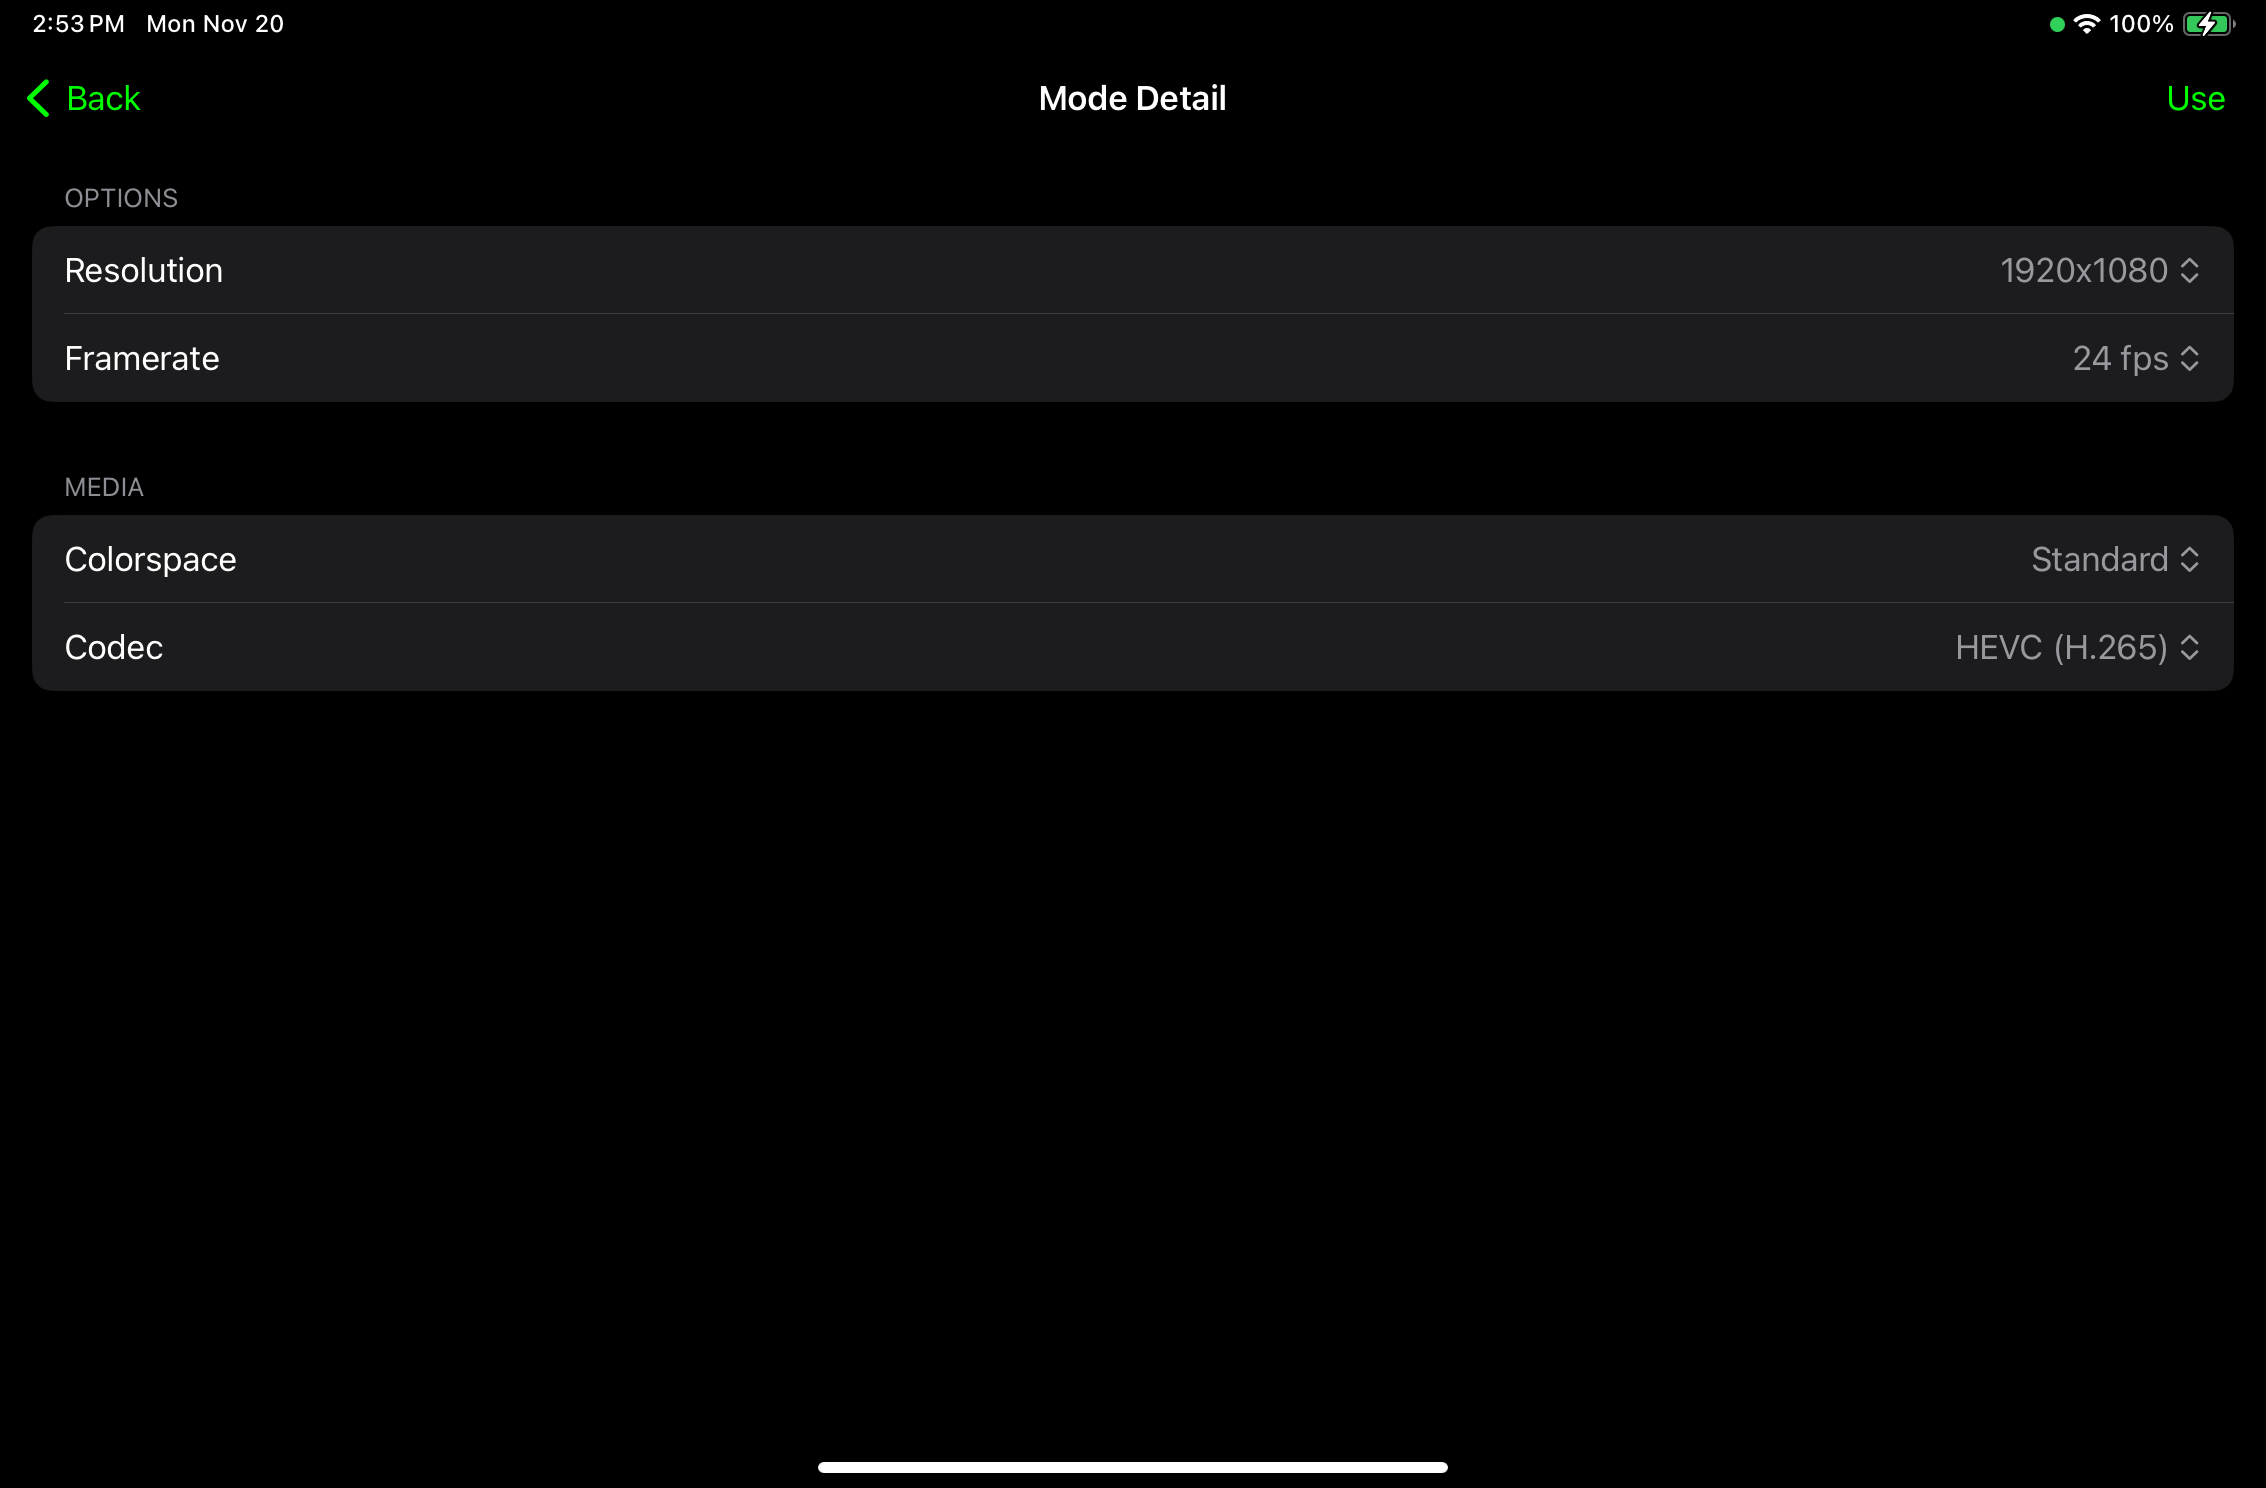 2:53 PM Mon Nov 20 100%
Back Mode Detail Use
OPTIONS
Resolution 1920x1080
Framerate 24 fps
MEDIA
Colorspace Standard
Codec HEVC (H.265)